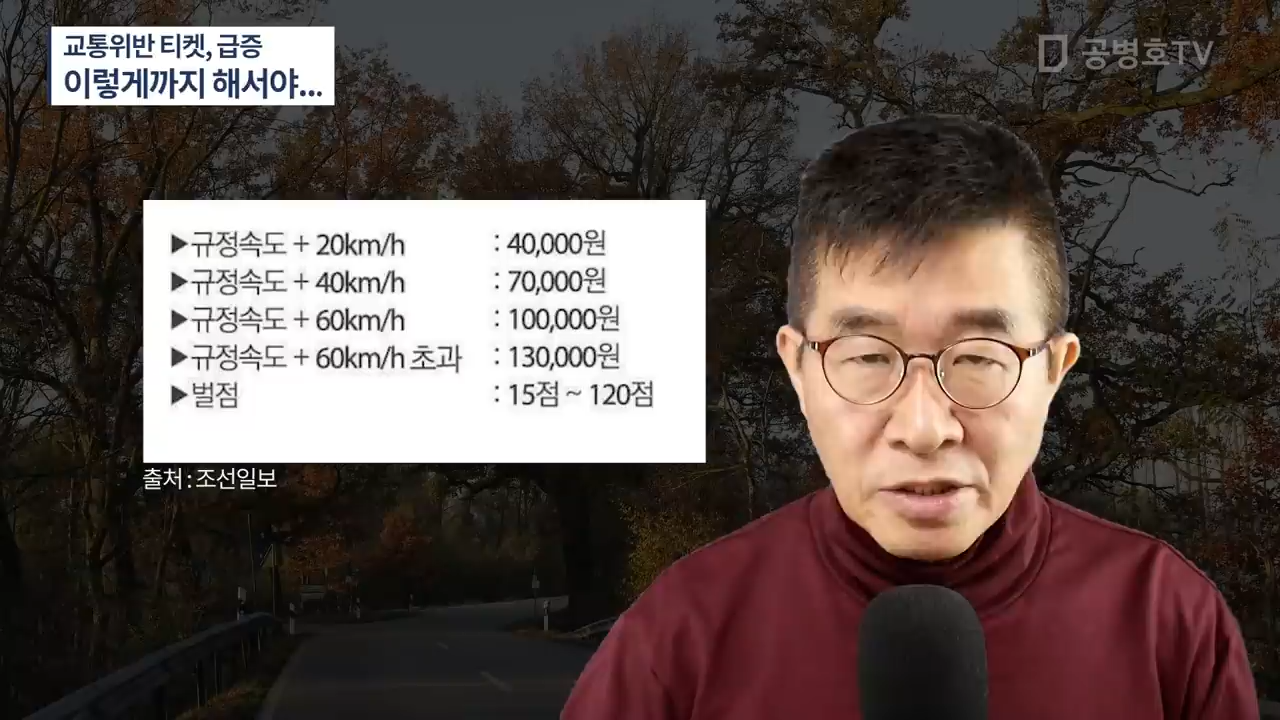 교통위반 티켓, 급증
이렇게까지 해서야...
공병호TV
▶규정속도 + 20km/h : 40,000원
▶규정속도 + 40km/h : 70,000원
▶규정속도 + 60km/h : 100,000원
▶규정속도 + 60km/h 초과 : 130,000원
▶벌점 : 15점 ~ 120점
출처 : 조선일보